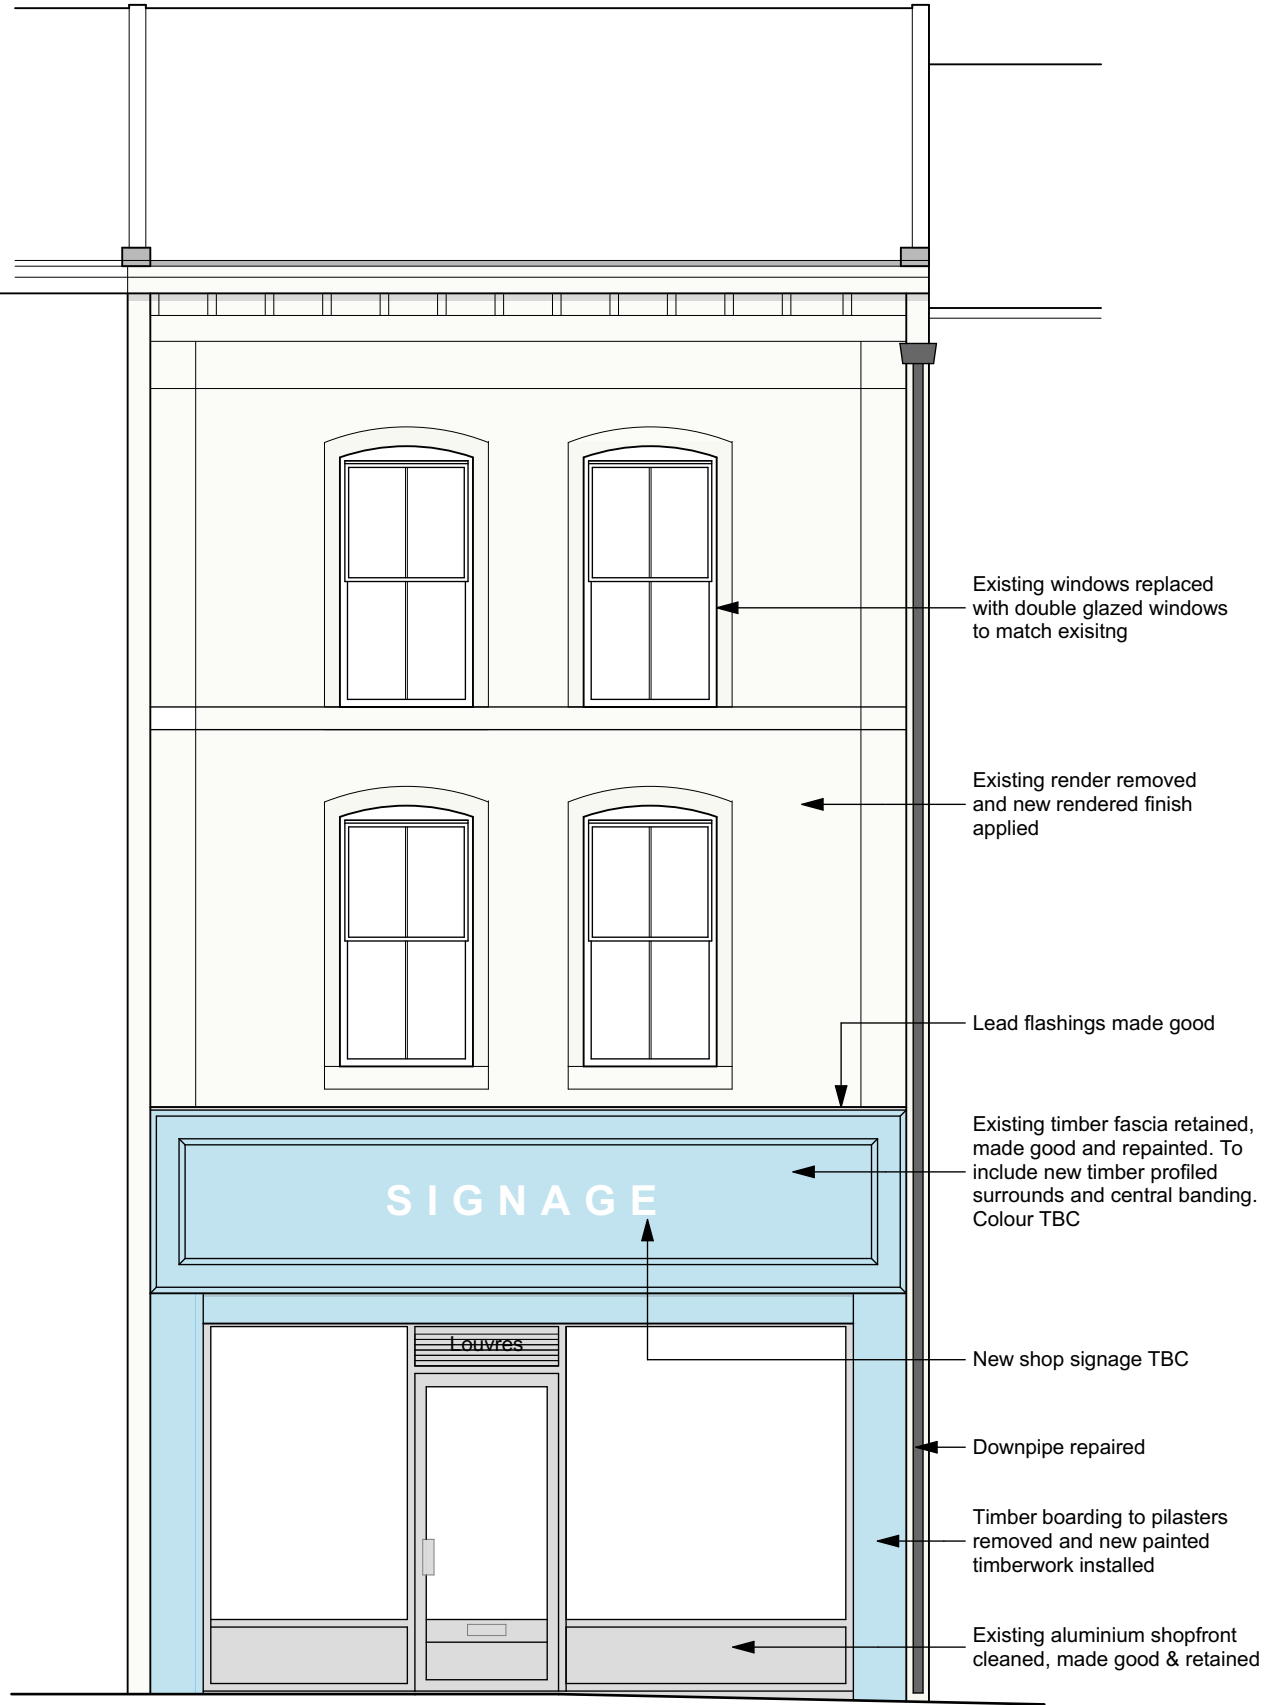 Existing windows replaced
with double glazed windows
to match exisitng
Existing render removed
and new rendered finish
applied
Lead flashings made good
Existing timber fascia retained,
made good and repainted. To
include new timber profiled
surrounds and central banding.
Colour TBC
SIGNAGE
Louvres
New shop signage TBC
Downpipe repaired
Timber boarding to pilasters
removed and new painted
timberwork installed
Existing aluminium shopfront
cleaned, made good & retained